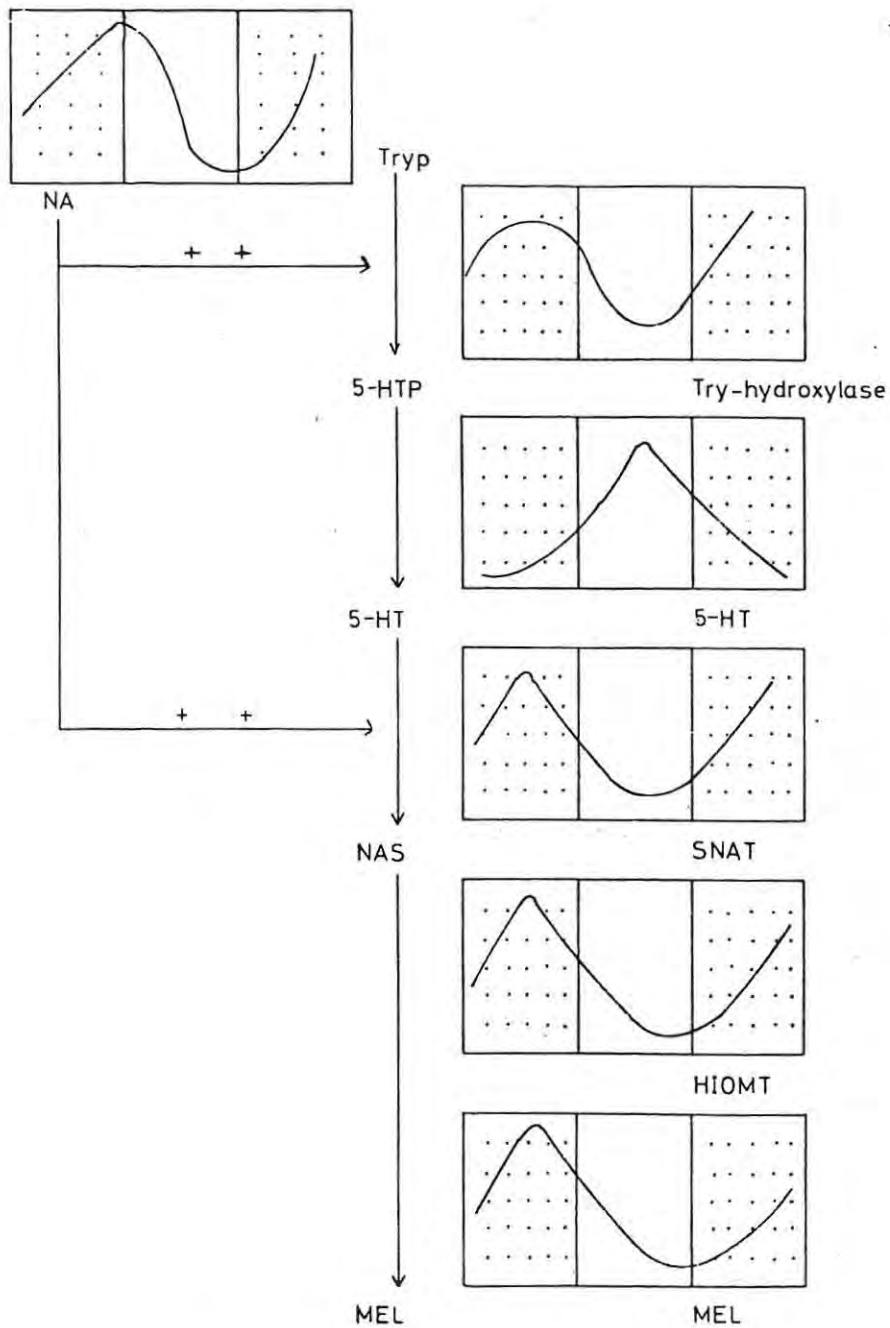 NA
Tryp
+ +
5-HTP
Try-hydroxylase
5-HT
5-HT
+ +
NAS
SNAT
HIOMT
MEL
MEL